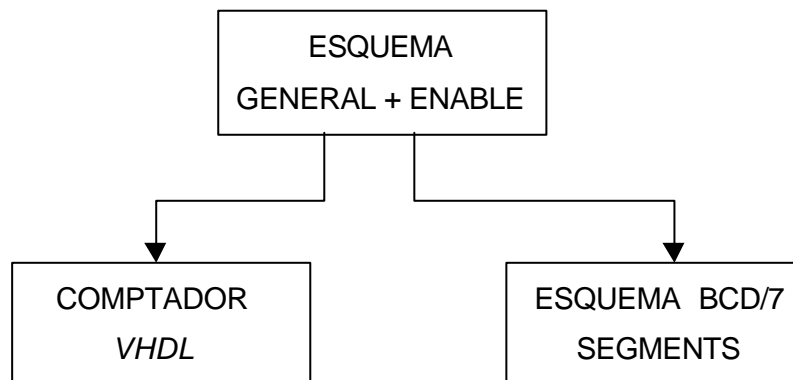 ESQUEMA
GENERAL + ENABLE
COMPTADOR
VHDL
ESQUEMA BCD/7
SEGMENTS